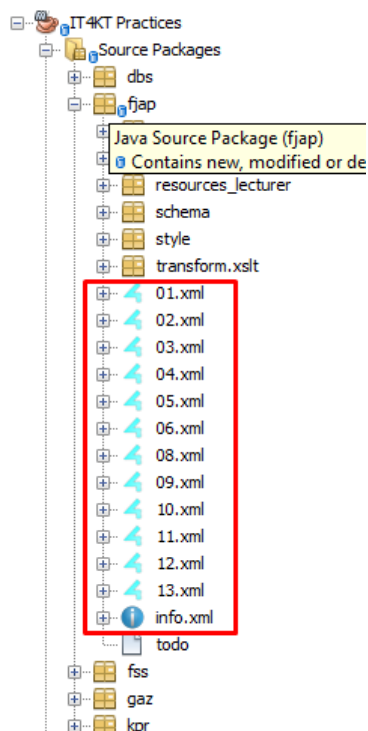 IT4KT Practices
Source Packages
dbs
fjap
Java Source Package (fjap)
Contains new, modified or de
resources_lecturer
schema
style
transform.xslt
01.xml
02.xml
03.xml
04.xml
05.xml
06.xml
08.xml
09.xml
10.xml
11.xml
12.xml
13.xml
info.xml
todo
fss
gaz
kpr